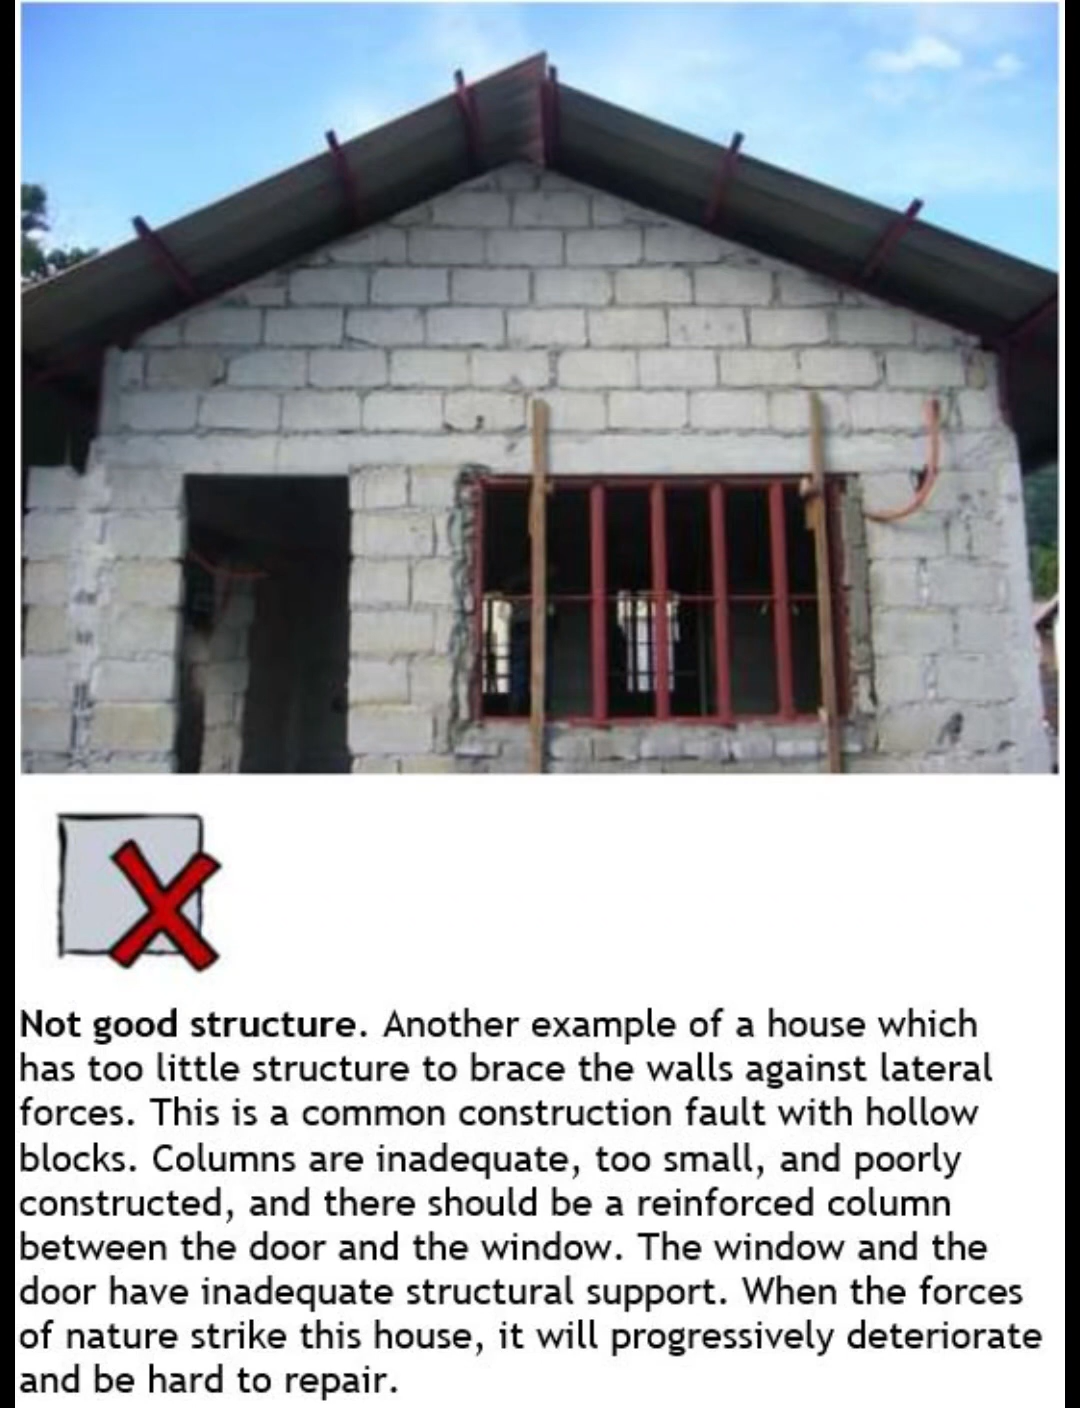 Not good structure. Another example of a house which
has too little structure to brace the walls against lateral
forces. This is a common construction fault with hollow
blocks. Columns are inadequate, too small, and poorly
constructed, and there should be a reinforced column
between the door and the window. The window and the
door have inadequate structural support. When the forces
of nature strike this house, it will progressively deteriorate
and be hard to repair.